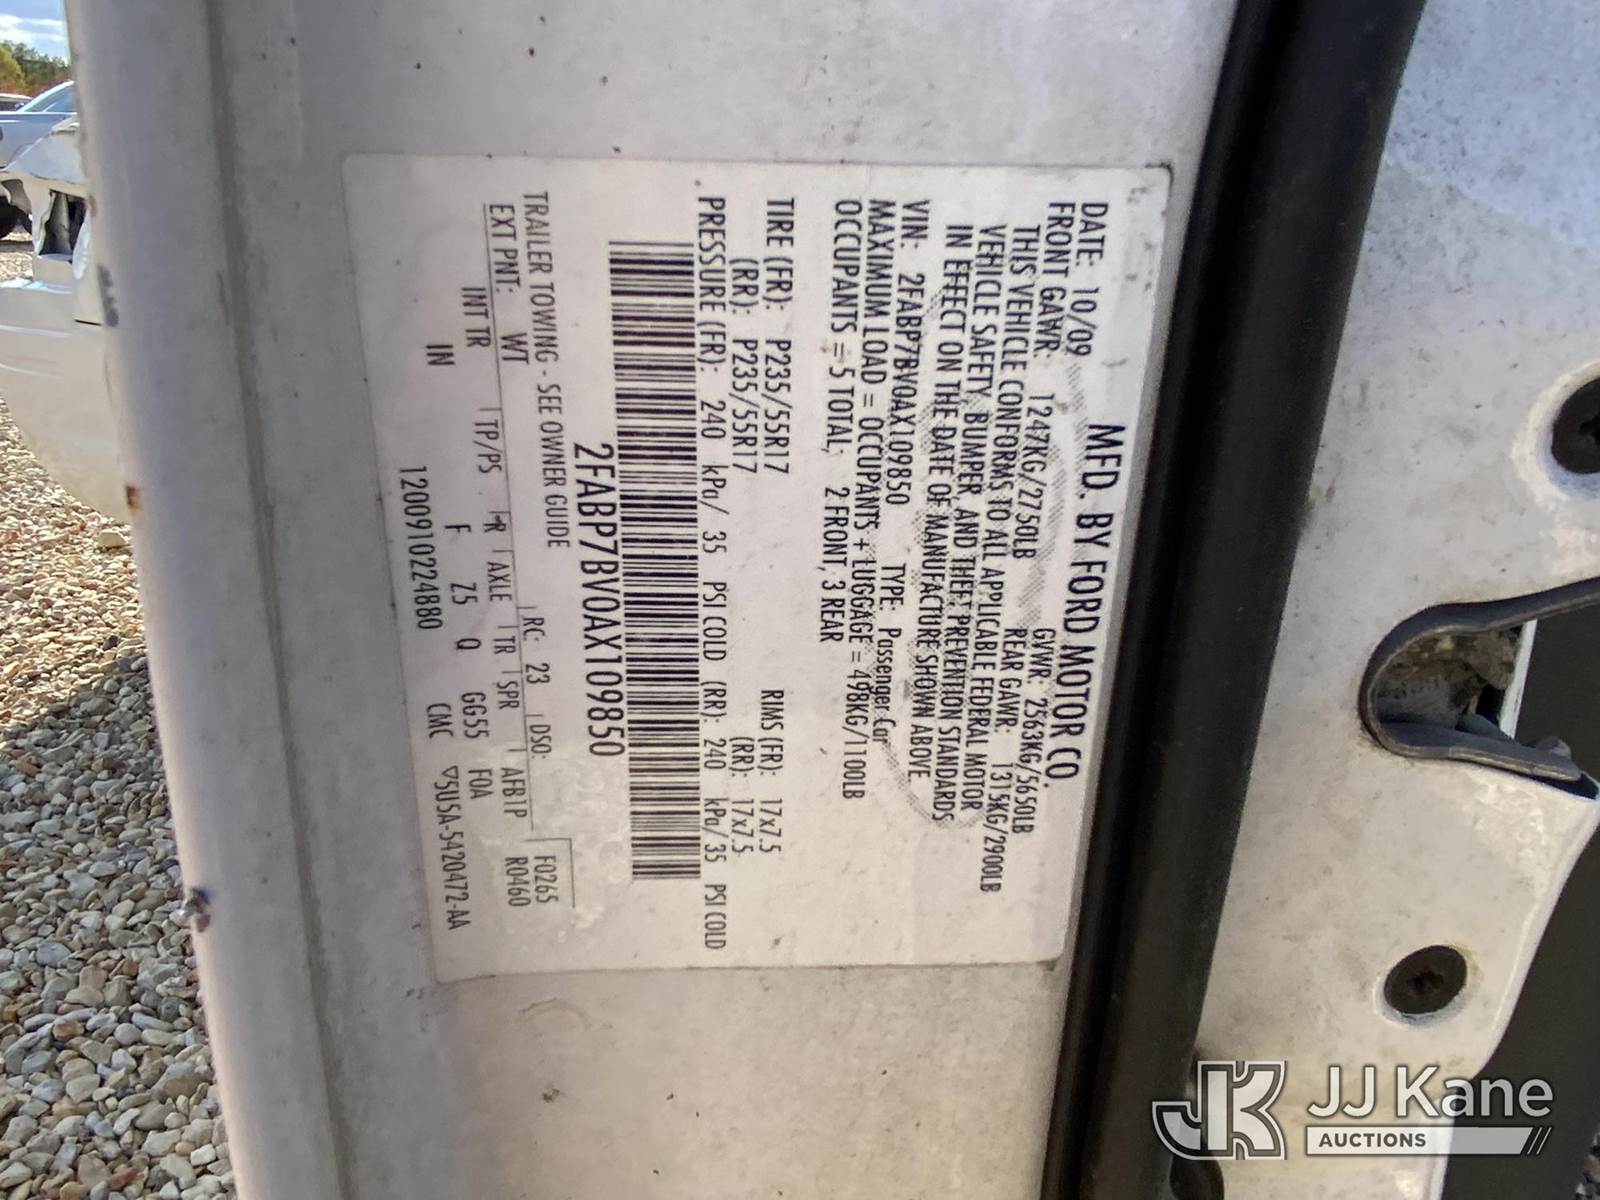 MFD. BY FORD MOTOR CO.
DATE: 10/09 GVWR: 2563KG/5650LB
FRONT GAWR: 1247KG/2750LB REAR GAWR: 1315KG/2900LB
THIS VEHICLE CONFORMS TO ALL APPLICABLE FEDERAL MOTOR
VEHICLE SAFETY, BUMPER, AND THEFT PREVENTION STANDARDS
IN EFFECT ON THE DATE OF MANUFACTURE SHOWN ABOVE.
VIN: 2FABP7BV0AX109850 TYPE: Passenger Car
MAXIMUM LOAD = OCCUPANTS + LUGGAGE = 498KG/1100LB
OCCUPANTS = 5 TOTAL, 2 FRONT, 3 REAR
TIRE (FR): P235/55R17 RIMS (FR): 17x7.5
(RR): P235/55R17 (RR): 17x7.5
PRESSURE (FR): 240 kPa/ 35 PSI COLD (RR): 240 kPa/ 35 PSI COLD
2FABP7BV0AX109850
TRAILER TOWING - SEE OWNER GUIDE
F0265
EXT PNT: WT RC: 23 DSO: R0460
INT TR TP/PS R AXLE TR SPR AFB1P
IN F Z5 Q GG55 FOA
1200910224880 CMC ▽5U5A-5420472-AA
JK JJ Kane
AUCTIONS